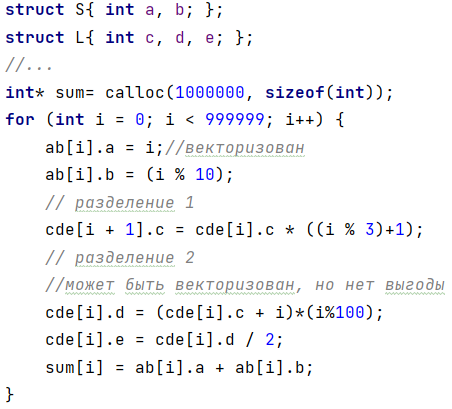 struct S{ int a, b; };
struct L{ int c, d, e; };
//...
int* sum= calloc(1000000, sizeof(int));
for (int i = 0; i < 999999; i++) {
    ab[i].a = i;//векторизован
    ab[i].b = (i % 10);
    // разделение 1
    cde[i + 1].c = cde[i].c * ((i % 3)+1);
    // разделение 2
    //может быть векторизован, но нет выгоды
    cde[i].d = (cde[i].c + i)*(i%100);
    cde[i].e = cde[i].d / 2;
    sum[i] = ab[i].a + ab[i].b;
}